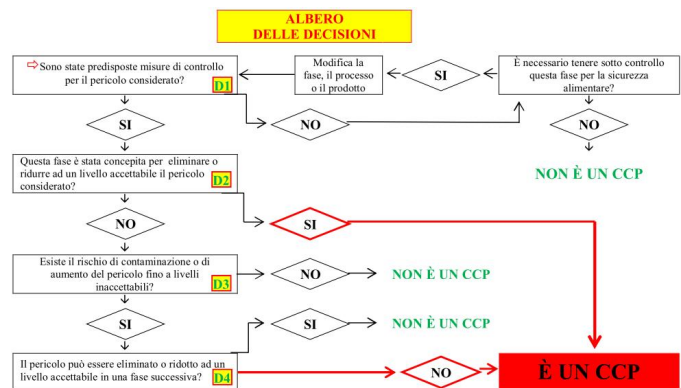 ALBERO
DELLE DECISIONI
⇨Sono state predisposte misure di controllo
per il pericolo considerato?
D1
Modifica la
fase, il processo
o il prodotto
SI
È necessario tenere sotto controllo
questa fase per la sicurezza
alimentare?
SI
NO
NO
NON È UN CCP
Questa fase è stata concepita per eliminare o
ridurre ad un livello accettabile il pericolo
considerato?
D2
NO
SI
Esiste il rischio di contaminazione o di
aumento del pericolo fino a livelli
inaccettabili?
D3
NO
NON È UN CCP
SI
SI
NON È UN CCP
Il pericolo può essere eliminato o ridotto ad un
livello accettabile in una fase successiva?
D4
NO
È UN CCP